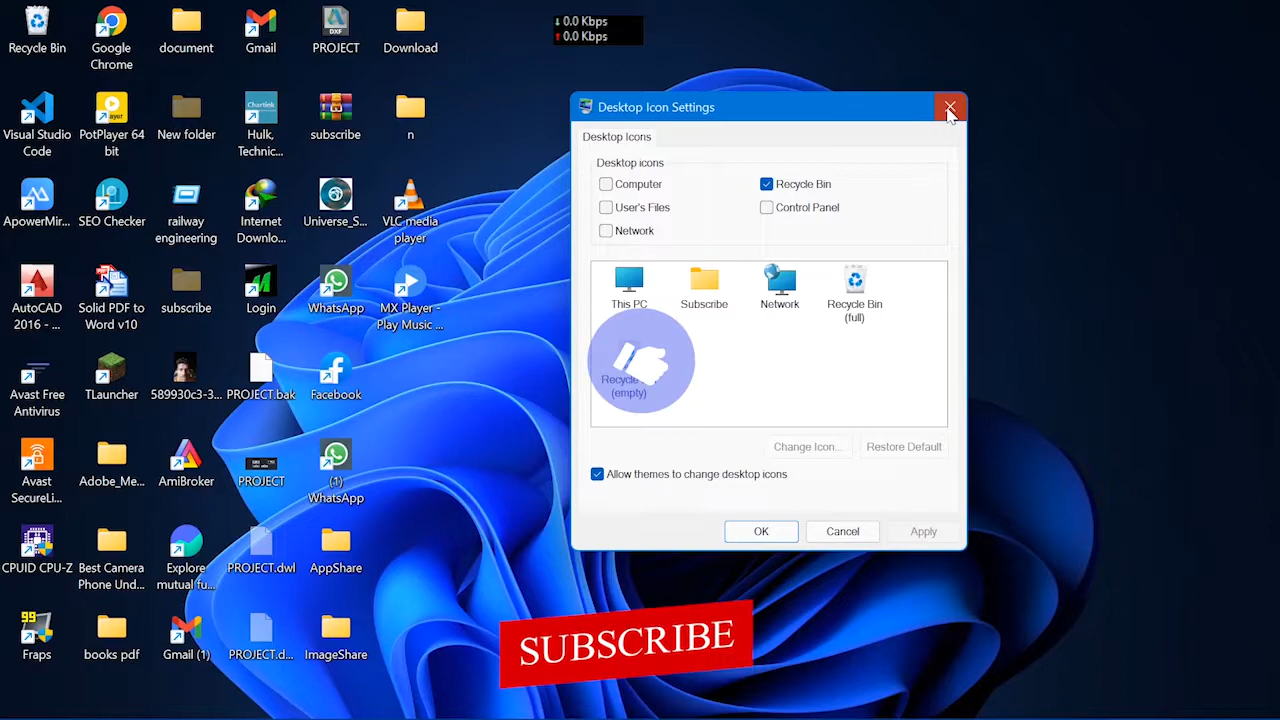 ↓ 0.0 Kbps
↑ 0.0 Kbps
Recycle Bin
Google
Chrome
document
Gmail
DXF
PROJECT
Download
Visual Studio
Code
PotPlayer 64
bit
New folder
Chartink
Hulk,
Technic...
subscribe
n
ApowerMir...
SEO Checker
railway
engineering
Internet
Downlo...
Universe_S...
VLC media
player
AutoCAD
2016 - ...
Solid PDF to
Word v10
subscribe
Login
WhatsApp
MX Player -
Play Music ...
Avast Free
Antivirus
TLauncher
589930c3-3...
PROJECT.bak
Facebook
Avast
SecureLi...
Adobe_Me...
AmiBroker
PROJECT
(1)
WhatsApp
CPUID CPU-Z
Best Camera
Phone Und...
Explore
mutual fu...
PROJECT.dwl
AppShare
99
Fraps
books pdf
Gmail (1)
PROJECT.d...
ImageShare
Desktop Icon Settings
Desktop Icons
Desktop icons
Computer
Recycle Bin
User's Files
Control Panel
Network
This PC
Subscribe
Network
Recycle Bin
(full)
Recycle
(empty)
Change Icon...
Restore Default
Allow themes to change desktop icons
OK
Cancel
Apply
SUBSCRIBE